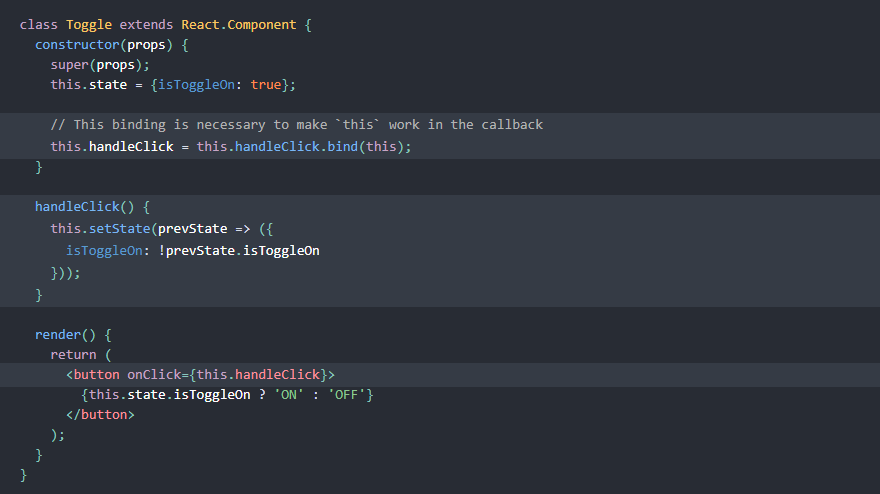 class Toggle extends React.Component {
  constructor(props) {
    super(props);
    this.state = {isToggleOn: true};

    // This binding is necessary to make `this` work in the callback
    this.handleClick = this.handleClick.bind(this);
  }

  handleClick() {
    this.setState(prevState => ({
      isToggleOn: !prevState.isToggleOn
    }));
  }

  render() {
    return (
      <button onClick={this.handleClick}>
        {this.state.isToggleOn ? 'ON' : 'OFF'}
      </button>
    );
  }
}